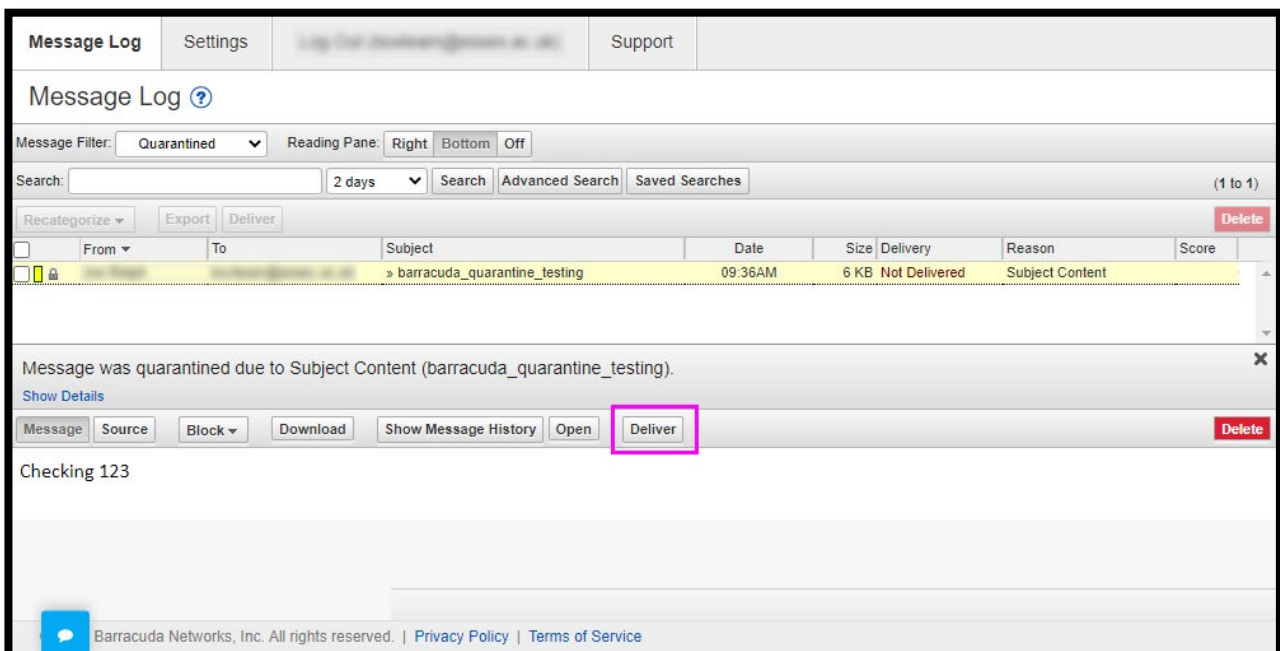 Message Log Settings Support
Message Log ?
Message Filter: Quarantined Reading Pane: Right Bottom Off
Search: 2 days Search Advanced Search Saved Searches (1 to 1)
Recategorize Export Deliver Delete
From To Subject Date Size Delivery Reason Score
» barracuda_quarantine_testing 09:36AM 6 KB Not Delivered Subject Content
Message was quarantined due to Subject Content (barracuda_quarantine_testing).
Show Details
Message Source Block Download Show Message History Open Deliver Delete
Checking 123
Barracuda Networks, Inc. All rights reserved. | Privacy Policy | Terms of Service